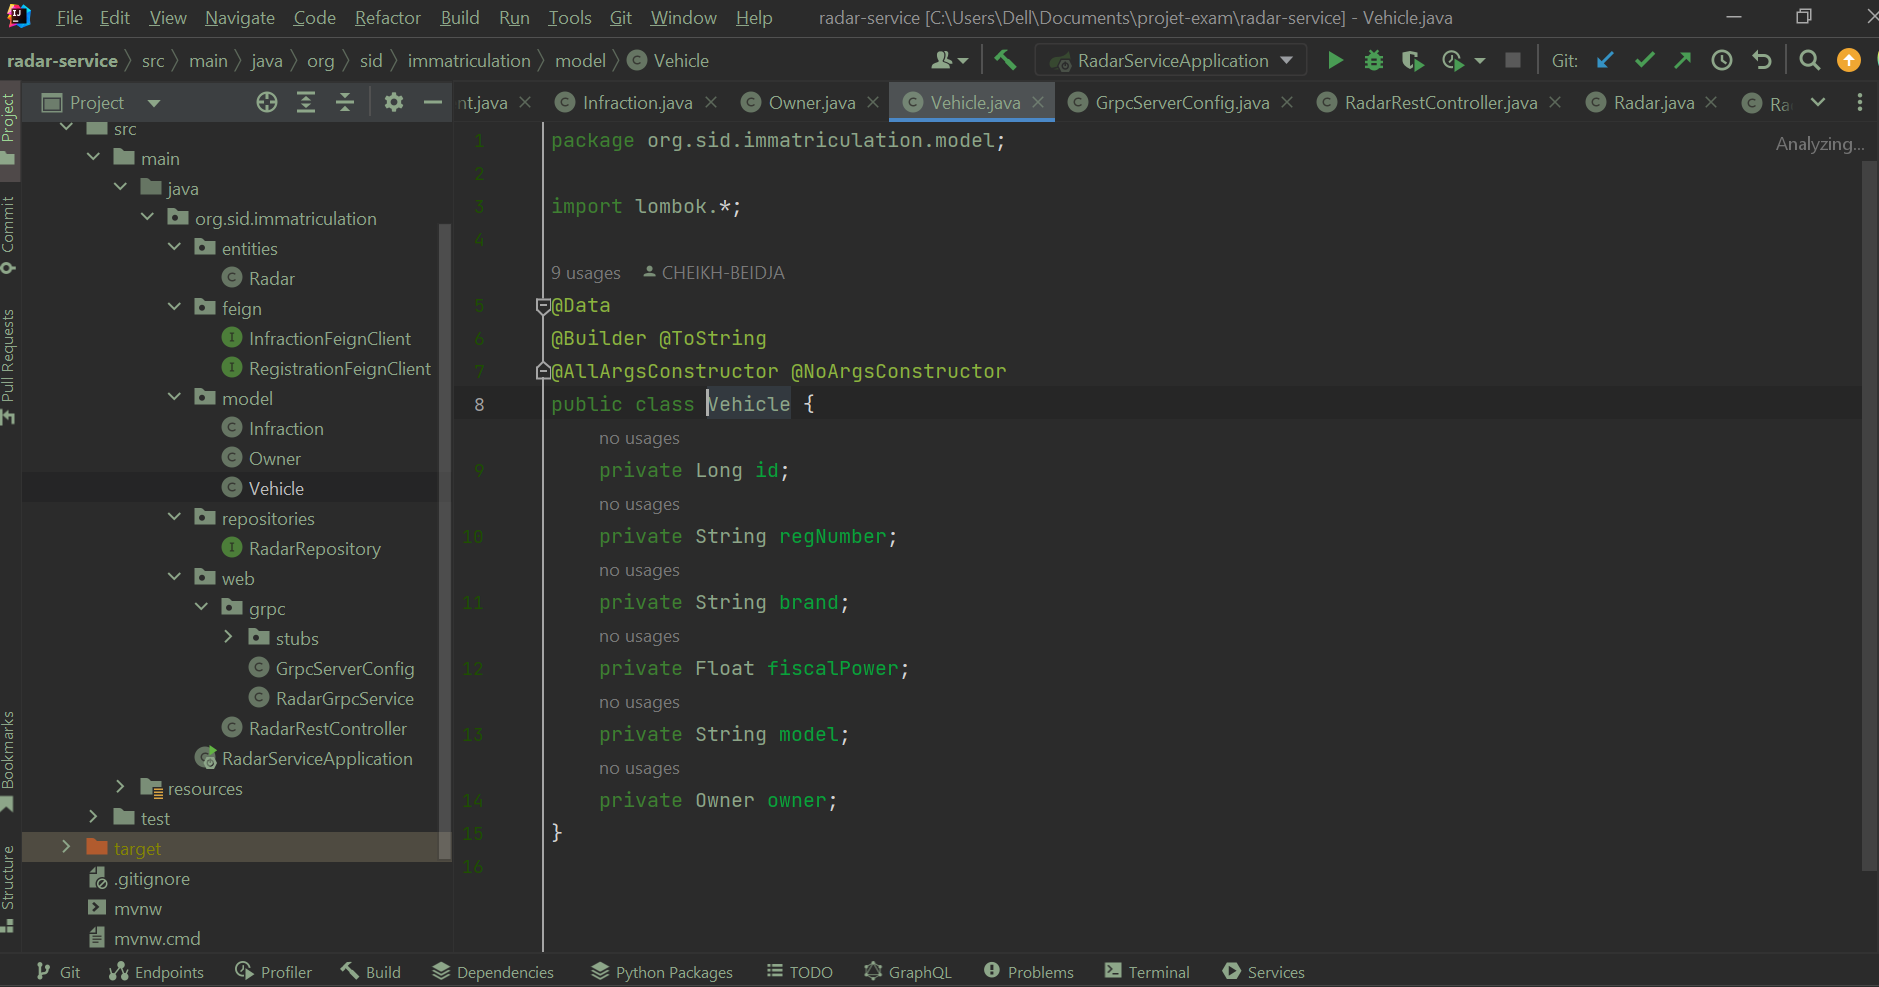 File Edit View Navigate Code Refactor Build Run Tools Git Window Help radar-service [C:\Users\Dell\Documents\projet-exam\radar-service] - Vehicle.java
radar-service src main java org sid immatriculation model Vehicle RadarServiceApplication Git:
Project nt.java Infraction.java Owner.java Vehicle.java GrpcServerConfig.java RadarRestController.java Radar.java Ra
Project
Commit
Pull Requests
Bookmarks
Structure
src
main
java
org.sid.immatriculation
entities
Radar
feign
InfractionFeignClient
RegistrationFeignClient
model
Infraction
Owner
Vehicle
repositories
RadarRepository
web
grpc
stubs
GrpcServerConfig
RadarGrpcService
RadarRestController
RadarServiceApplication
resources
test
target
.gitignore
mvnw
mvnw.cmd
Analyzing...
1 package org.sid.immatriculation.model;
2
3 import lombok.*;
4
9 usages CHEIKH-BEIDJA
5 @Data
6 @Builder @ToString
7 @AllArgsConstructor @NoArgsConstructor
8 public class Vehicle {
no usages
9 private Long id;
no usages
10 private String regNumber;
no usages
11 private String brand;
no usages
12 private Float fiscalPower;
no usages
13 private String model;
no usages
14 private Owner owner;
15 }
16
Git Endpoints Profiler Build Dependencies Python Packages TODO GraphQL Problems Terminal Services